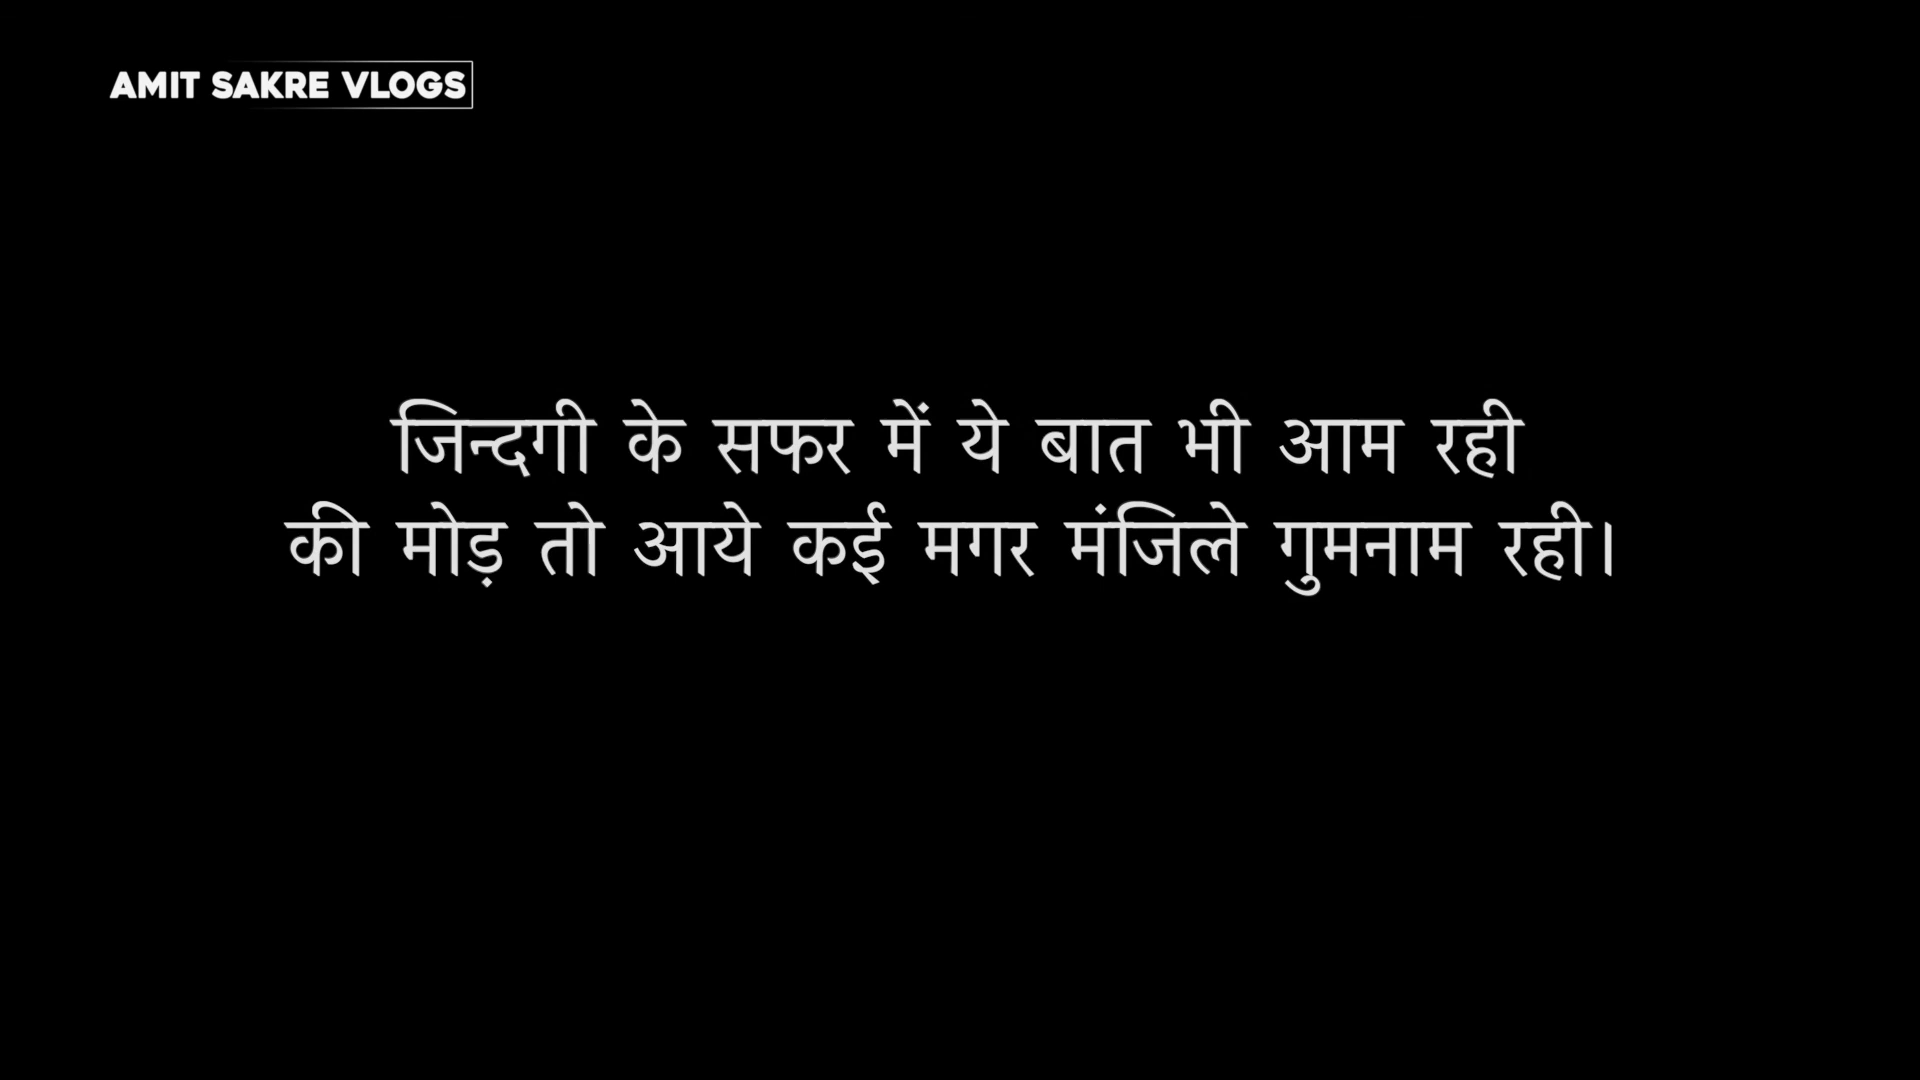 AMIT SAKRE VLOGS
जिन्दगी के सफर में ये बात भी आम रही
की मोड़ तो आये कई मगर मंजिले गुमनाम रही।